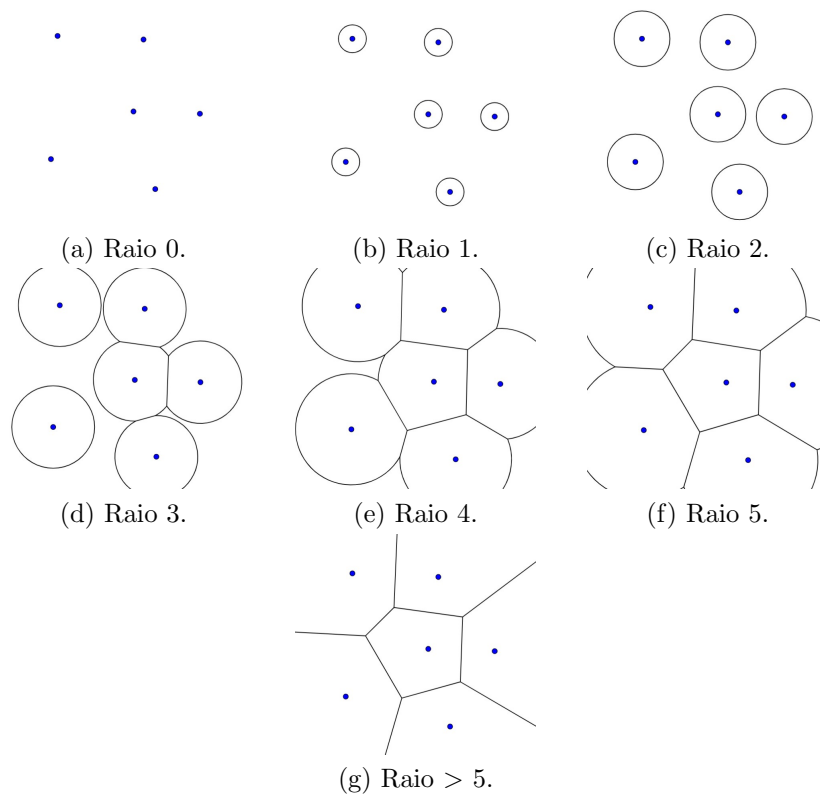 (a) Raio 0.
(b) Raio 1.
(c) Raio 2.
(d) Raio 3.
(e) Raio 4.
(f) Raio 5.
(g) Raio > 5.